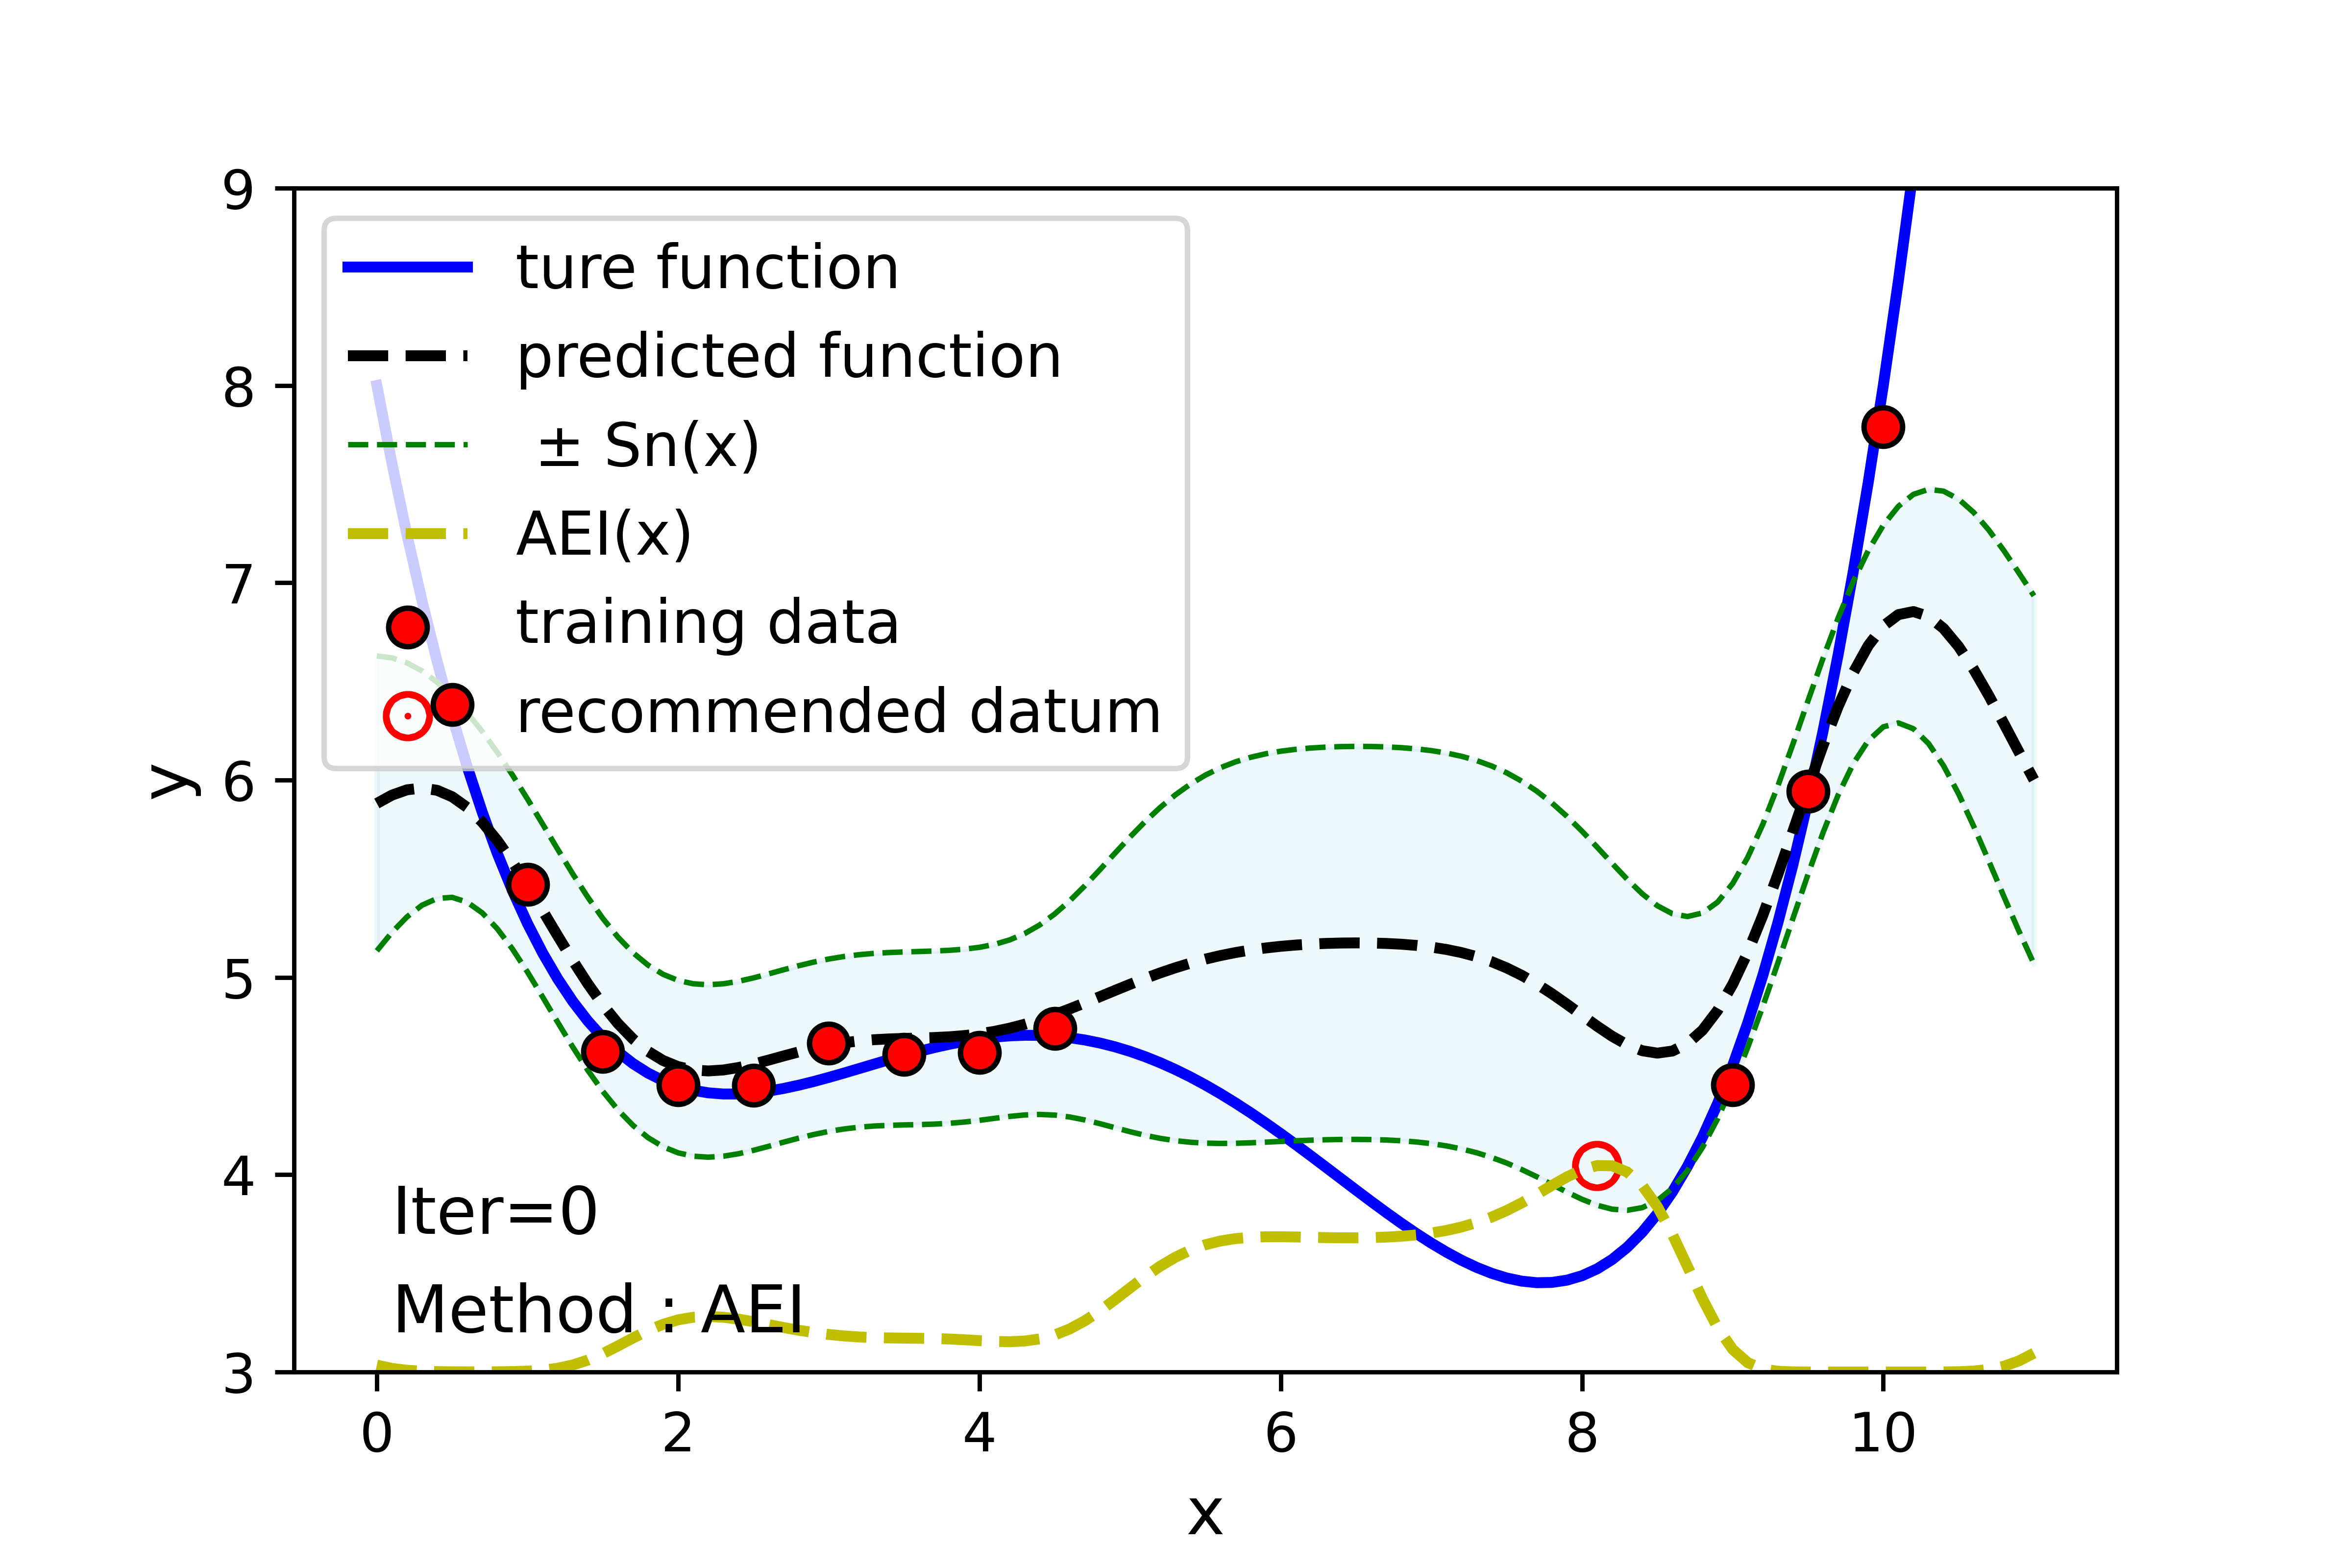 9
8
7
6
5
4
3
y
ture function
predicted function
± Sn(x)
AEI(x)
training data
recommended datum
Iter=0
Method : AEI
0 2 4 6 8 10
x